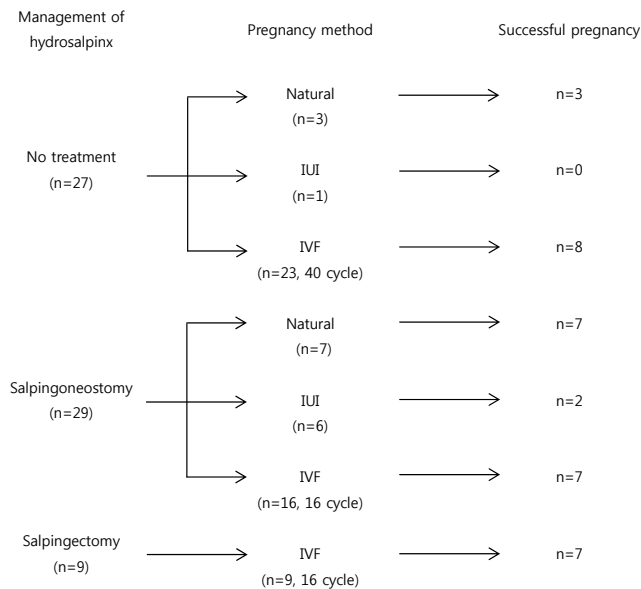 Management of
hydrosalpinx
Pregnancy method
Successful pregnancy
Natural
(n=3)
n=3
No treatment
(n=27)
IUI
(n=1)
n=0
IVF
(n=23, 40 cycle)
n=8
Natural
(n=7)
n=7
Salpingoneostomy
(n=29)
IUI
(n=6)
n=2
IVF
(n=16, 16 cycle)
n=7
Salpingectomy
(n=9)
IVF
(n=9, 16 cycle)
n=7